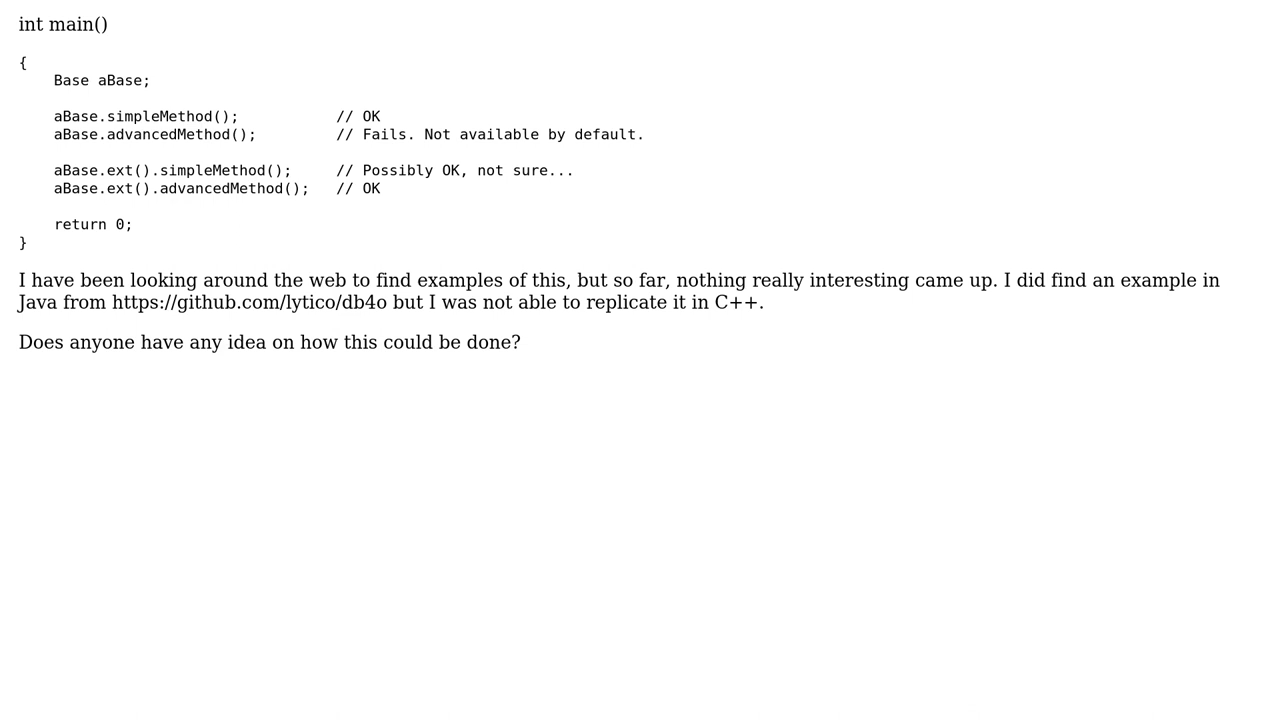 int main()
{
    Base aBase;
    aBase.simpleMethod();           // OK
    aBase.advancedMethod();         // Fails. Not available by default.
    aBase.ext().simpleMethod();     // Possibly OK, not sure...
    aBase.ext().advancedMethod();   // OK
    return 0;
}
I have been looking around the web to find examples of this, but so far, nothing really interesting came up. I did find an example in
Java from https://github.com/lytico/db4o but I was not able to replicate it in C++.
Does anyone have any idea on how this could be done?